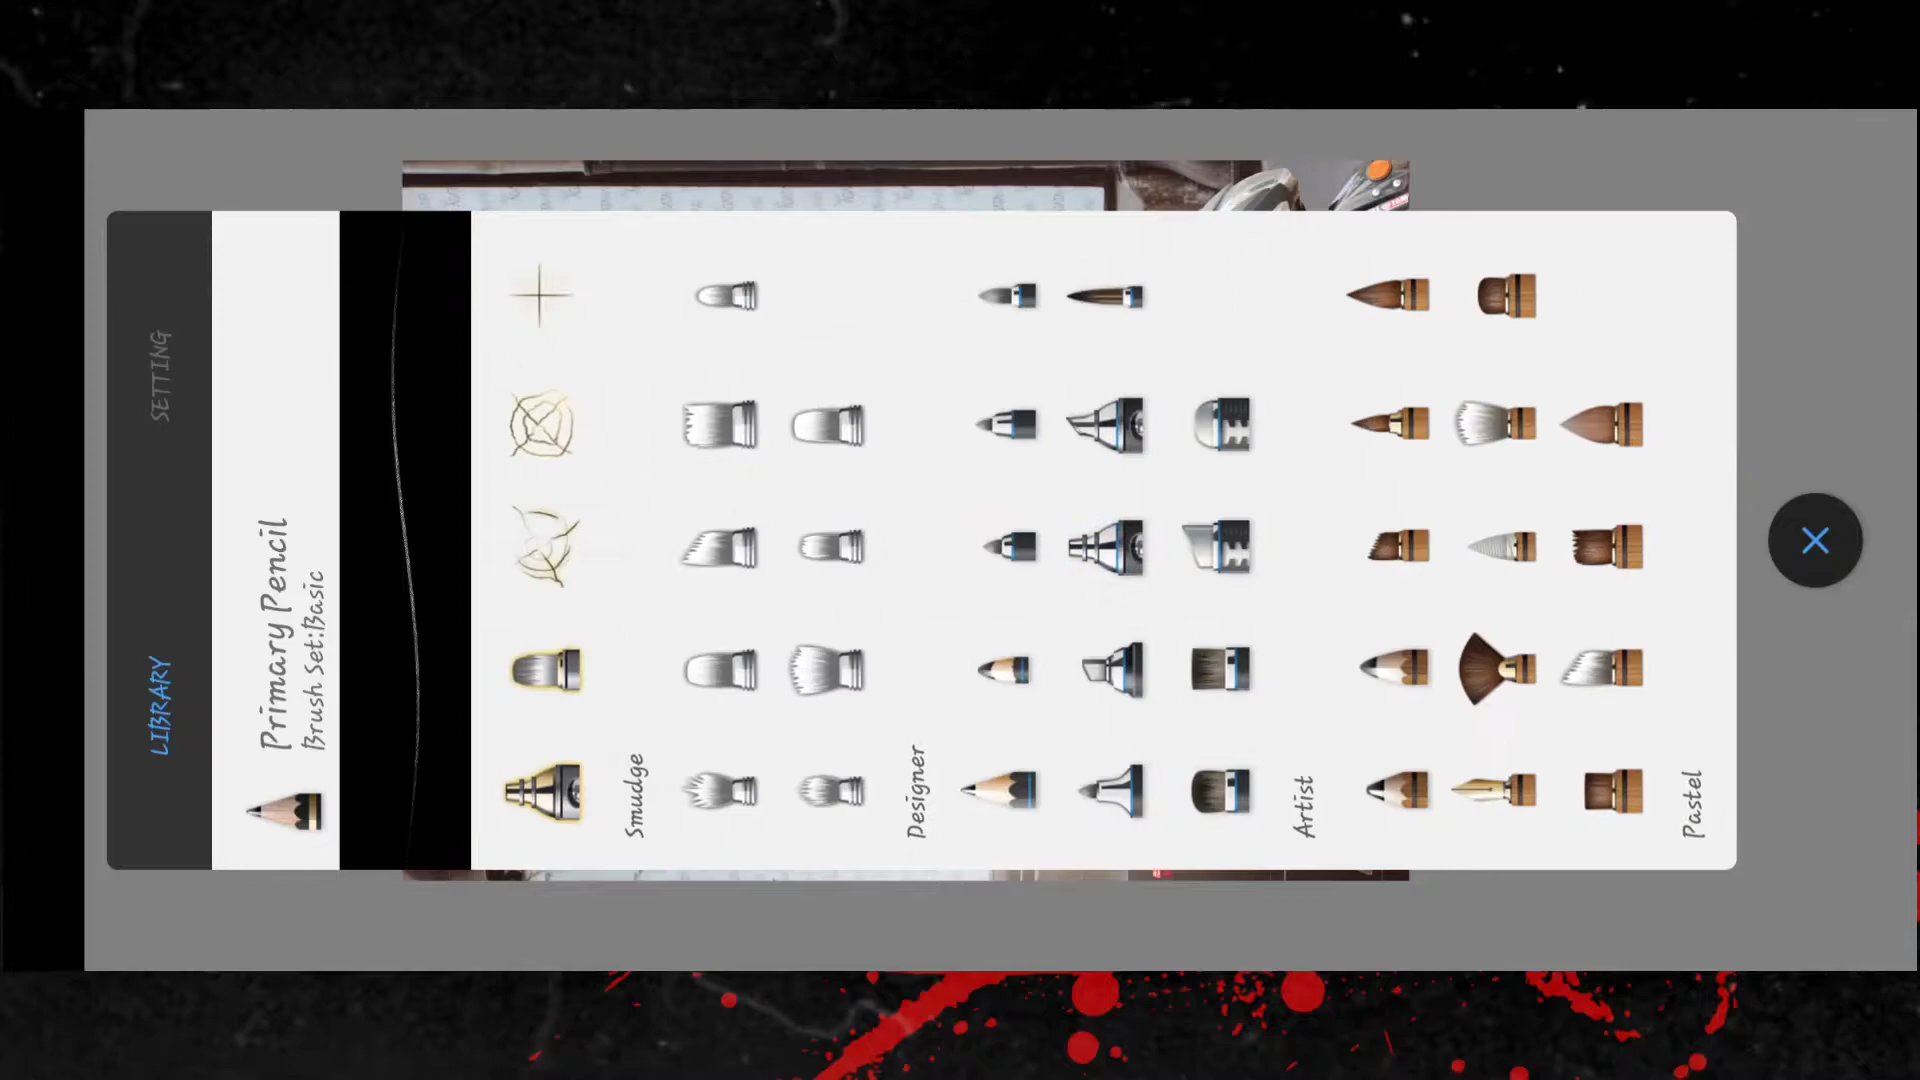 LIBRARY
SETTING
Primary Pencil
Brush Set:Basic
Smudge
Designer
Artist
Pastel